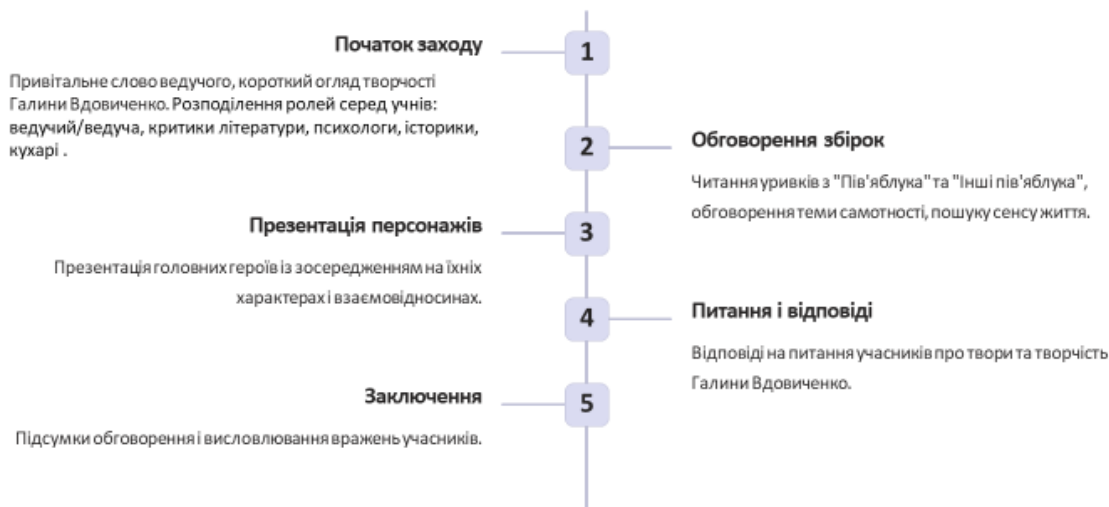 Початок заходу
1
Привітальне слово ведучого, короткий огляд творчості
Галини Вдовиченко. Розподілення ролей серед учнів:
ведучий/ведуча, критики літератури, психологи, історики,
кухарі .
2
Обговорення збірок
Читання уривків з "Пів'яблука" та "Інші пів'яблука",
обговорення теми самотності, пошуку сенсу життя.
Презентація персонажів
3
Презентація головних героїв із зосередженням на їхніх
характерах і взаємовідносинах.
4
Питання і відповіді
Відповіді на питання учасників про твори та творчість
Галини Вдовиченко.
Заключення
5
Підсумки обговорення і висловлювання вражень учасників.